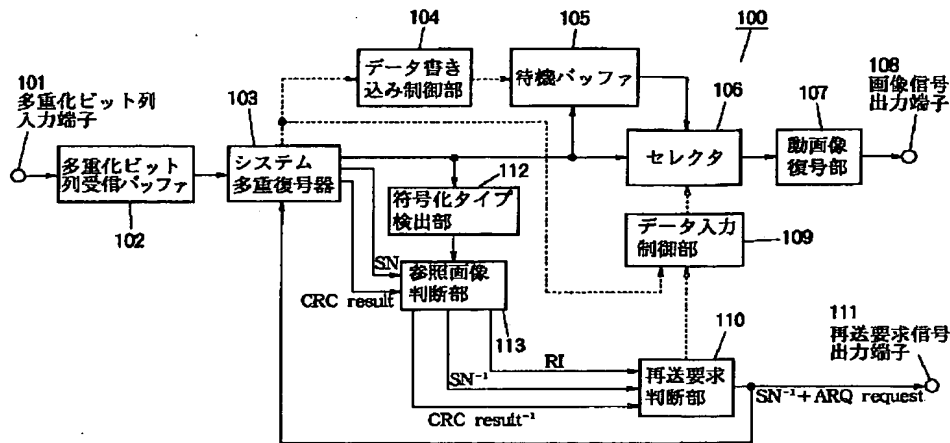 100
104
データ書き
込み制御部
105
待機バッファ
101
多重化ビット列
入力端子
103
システム
多重復号器
106
セレクタ
107
動画像
復号部
108
画像信号
出力端子
多重化ビット
列受信バッファ
102
112
符号化タイプ
検出部
データ入力
制御部
109
SN
CRC result
参照画像
判断部
113
110
再送要求
判断部
111
再送要求信号
出力端子
RI
SN⁻¹
CRC result⁻¹
SN⁻¹+ARQ request